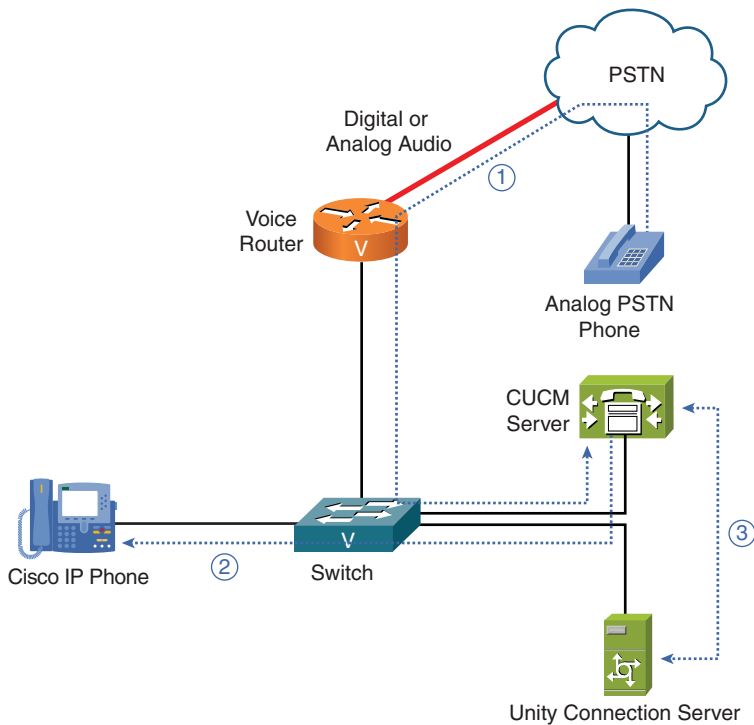 PSTN
Digital or
Analog Audio
1
Voice
Router
V
Analog PSTN
Phone
CUCM
Server
2
3
V
Cisco IP Phone
Switch
Unity Connection Server